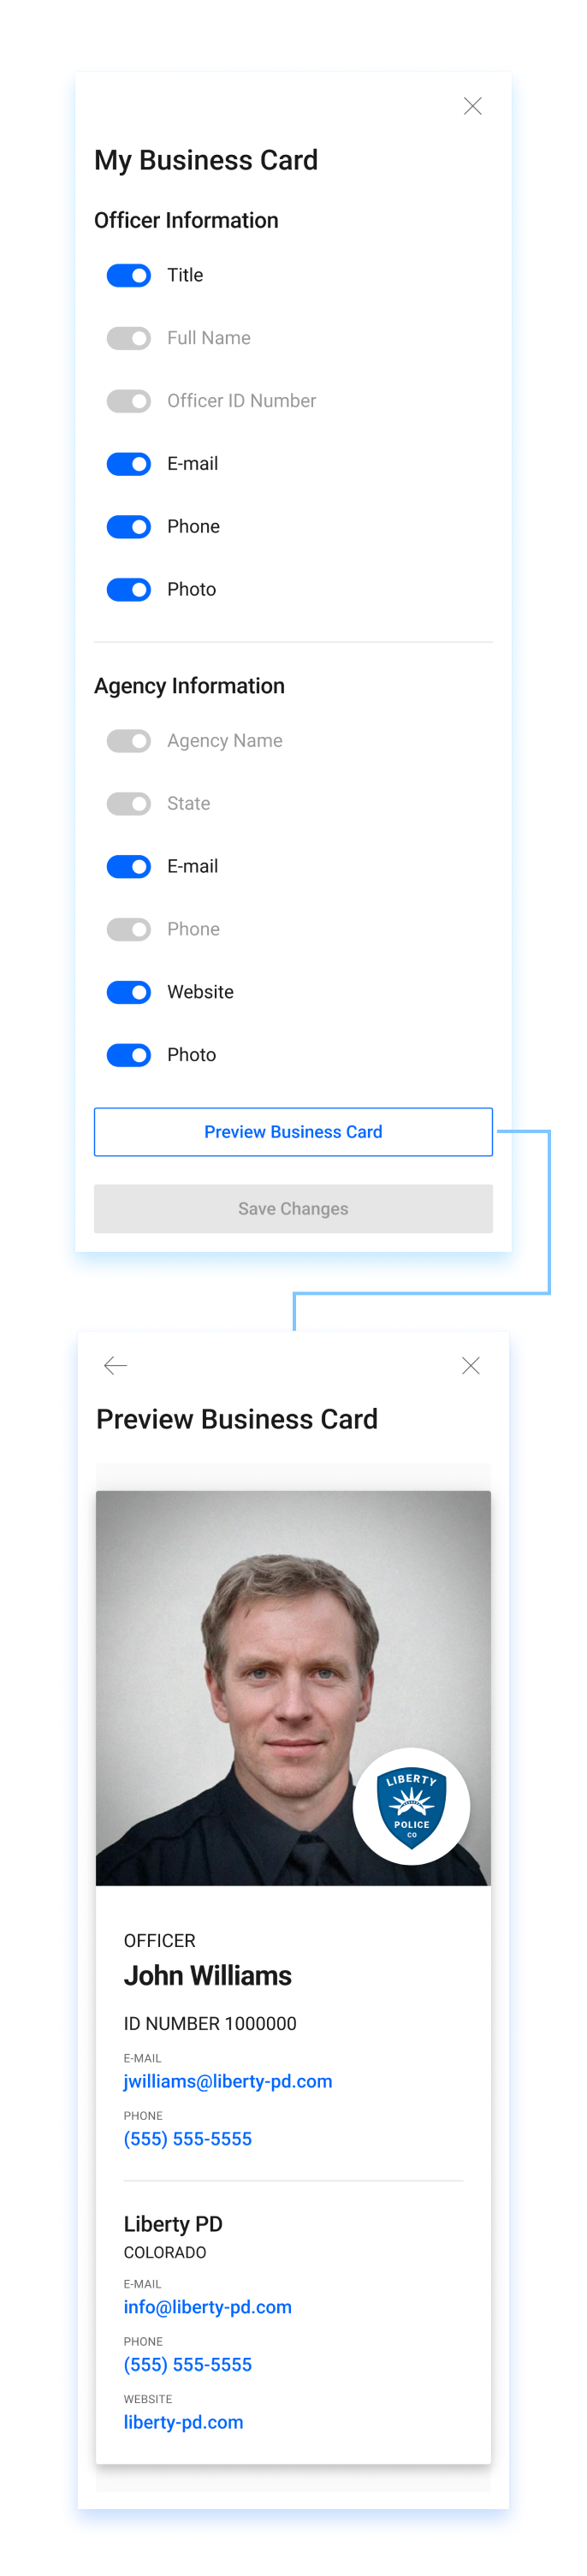 My Business Card
Officer Information
Title
Full Name
Officer ID Number
E-mail
Phone
Photo
Agency Information
Agency Name
State
E-mail
Phone
Website
Photo
Preview Business Card
Save Changes
Preview Business Card
LIBERTY
POLICE
CO
OFFICER
John Williams
ID NUMBER 1000000
E-MAIL
jwilliams@liberty-pd.com
PHONE
(555) 555-5555
Liberty PD
COLORADO
E-MAIL
info@liberty-pd.com
PHONE
(555) 555-5555
WEBSITE
liberty-pd.com